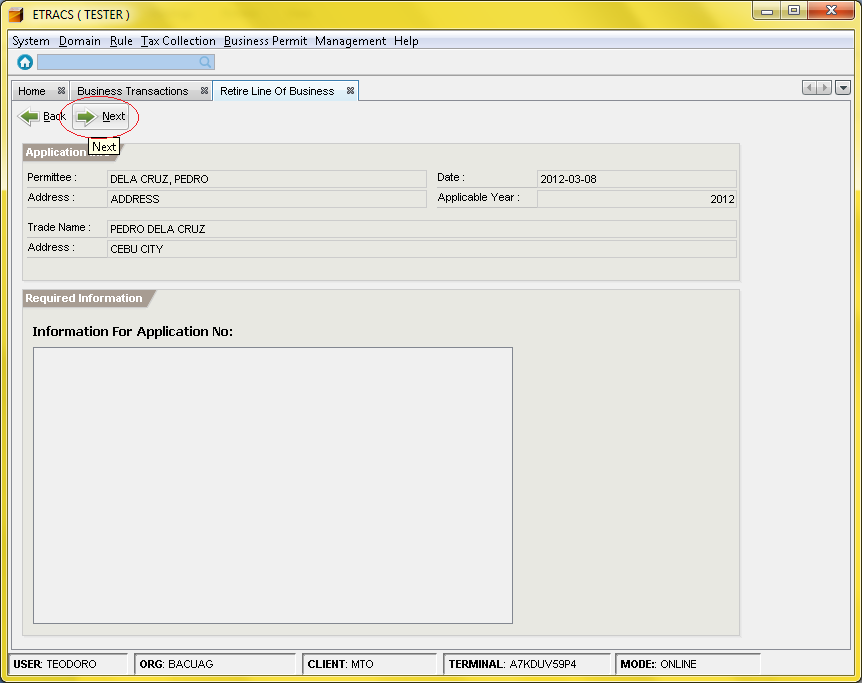 ETRACS ( TESTER )
System Domain Rule Tax Collection Business Permit Management Help
Home Business Transactions Retire Line Of Business
Back Next
Next
Application
Permittee : DELA CRUZ, PEDRO Date : 2012-03-08
Address : ADDRESS Applicable Year : 2012
Trade Name : PEDRO DELA CRUZ
Address : CEBU CITY
Required Information
Information For Application No:
USER: TEODORO ORG: BACUAG CLIENT: MTO TERMINAL: A7KDUV59P4 MODE:: ONLINE